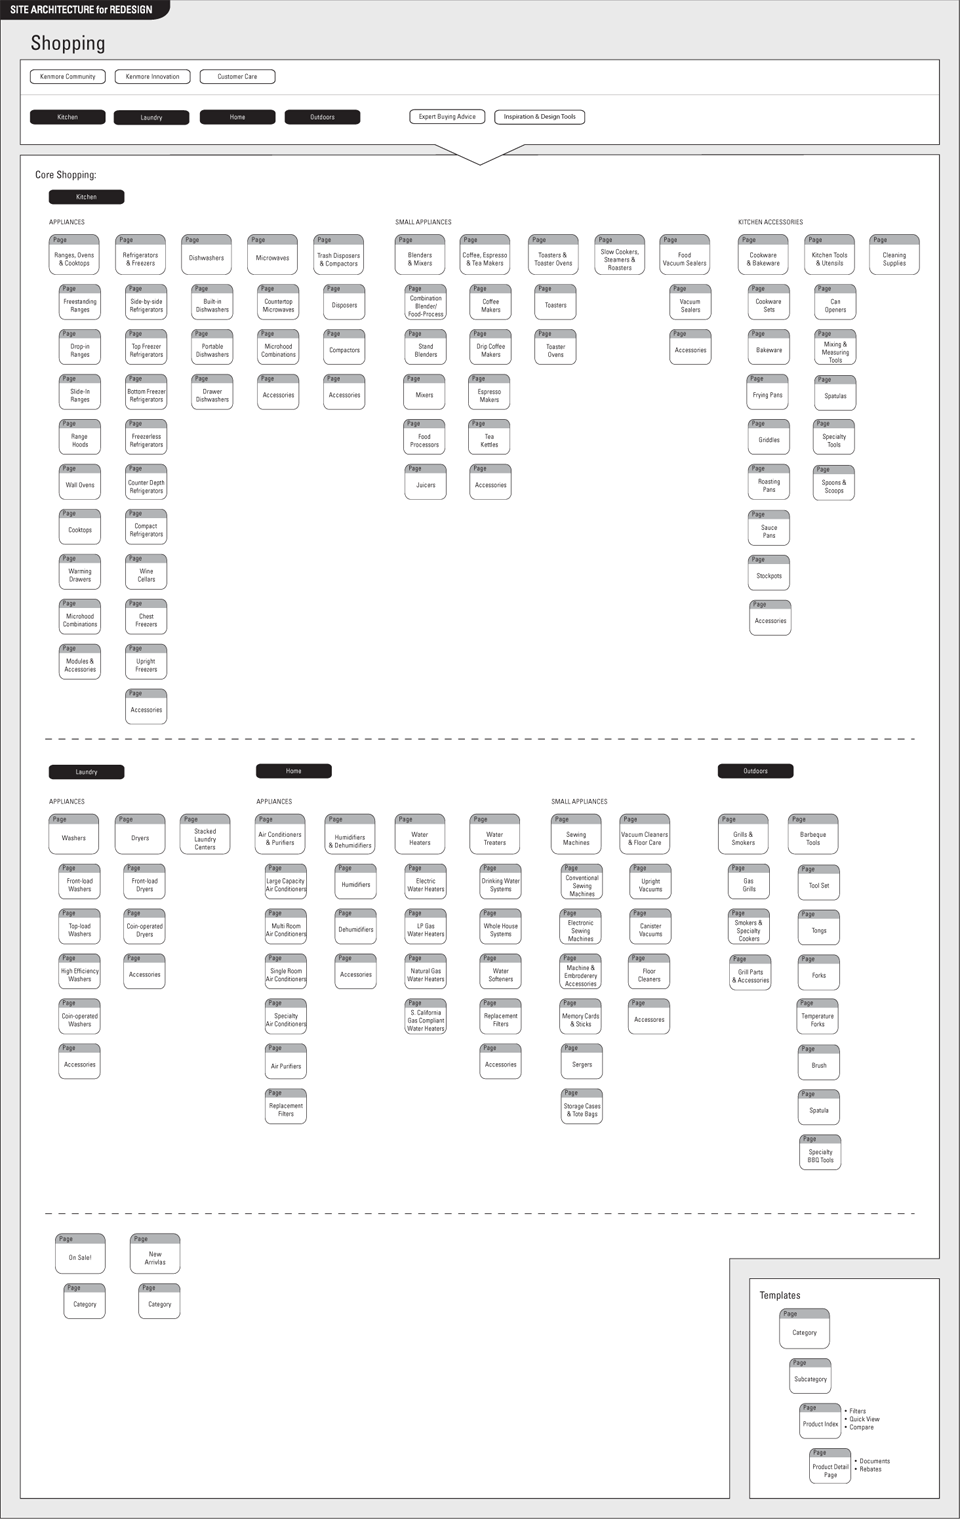 SITE ARCHITECTURE for REDESIGN
Shopping
Kenmore Community
Kenmore Innovation
Customer Care
Kitchen
Laundry
Home
Outdoors
Expert Buying Advice
Inspiration & Design Tools
Core Shopping:
Kitchen
APPLIANCES
Page
Ranges, Ovens
& Cooktops
Page
Freestanding
Ranges
Page
Drop-in
Ranges
Page
Slide-In
Ranges
Page
Range
Hoods
Page
Wall Ovens
Page
Cooktops
Page
Warming
Drawers
Page
Microhood
Combinations
Page
Modules &
Accessories
Page
Refrigerators
& Freezers
Page
Side-by-side
Refrigerators
Page
Top Freezer
Refrigerators
Page
Bottom Freezer
Refrigerators
Page
Freezerless
Refrigerators
Page
Counter Depth
Refrigerators
Page
Compact
Refrigerators
Page
Wine
Cellars
Page
Chest
Freezers
Page
Upright
Freezers
Page
Accessories
Page
Dishwashers
Page
Built-in
Dishwashers
Page
Portable
Dishwashers
Page
Drawer
Dishwashers
Page
Microwaves
Page
Countertop
Microwaves
Page
Microhood
Combinations
Page
Accessories
Page
Trash Disposers
& Compactors
Page
Disposers
Page
Compactors
Page
Accessories
SMALL APPLIANCES
Page
Blenders
& Mixers
Page
Combination
Blender/
Food-Process
Page
Stand
Blenders
Page
Mixers
Page
Food
Processors
Page
Juicers
Page
Coffee, Espresso
& Tea Makers
Page
Coffee
Makers
Page
Drip Coffee
Makers
Page
Espresso
Makers
Page
Tea
Kettles
Page
Accessories
Page
Toasters &
Toaster Ovens
Page
Toasters
Page
Toaster
Ovens
Page
Slow Cookers,
Steamers &
Roasters
Page
Food
Vacuum Sealers
Page
Vacuum
Sealers
Page
Accessories
KITCHEN ACCESSORIES
Page
Cookware
& Bakeware
Page
Cookware
Sets
Page
Bakeware
Page
Frying Pans
Page
Griddles
Page
Roasting
Pans
Page
Sauce
Pans
Page
Stockpots
Page
Accessories
Page
Kitchen Tools
& Utensils
Page
Can
Openers
Page
Mixing &
Measuring
Tools
Page
Spatulas
Page
Specialty
Tools
Page
Spoons &
Scoops
Page
Cleaning
Supplies
Laundry
APPLIANCES
Page
Washers
Page
Front-load
Washers
Page
Top-load
Washers
Page
High Efficiency
Washers
Page
Coin-operated
Washers
Page
Accessories
Page
Dryers
Page
Front-load
Dryers
Page
Coin-operated
Dryers
Page
Accessories
Page
Stacked
Laundry
Centers
Home
APPLIANCES
Page
Air Conditioners
& Purifiers
Page
Large Capacity
Air Conditioners
Page
Multi Room
Air Conditioners
Page
Single Room
Air Conditioners
Page
Specialty
Air Conditioners
Page
Air Purifiers
Page
Replacement
Filters
Page
Humidifiers
& Dehumidifiers
Page
Humidifiers
Page
Dehumidifiers
Page
Accessories
Page
Water
Heaters
Page
Electric
Water Heaters
Page
LP Gas
Water Heaters
Page
Natural Gas
Water Heaters
Page
S. California
Gas Compliant
Water Heaters
Page
Water
Treaters
Page
Drinking Water
Systems
Page
Whole House
Systems
Page
Water
Softeners
Page
Replacement
Filters
Page
Accessories
SMALL APPLIANCES
Page
Sewing
Machines
Page
Conventional
Sewing
Machines
Page
Electronic
Sewing
Machines
Page
Machine &
Embroderery
Accessories
Page
Memory Cards
& Sticks
Page
Sergers
Page
Storage Cases
& Tote Bags
Page
Vacuum Cleaners
& Floor Care
Page
Upright
Vacuums
Page
Canister
Vacuums
Page
Floor
Cleaners
Page
Accessores
Outdoors
Page
Grills &
Smokers
Page
Gas
Grills
Page
Smokers &
Specialty
Cookers
Page
Grill Parts
& Accessories
Page
Barbeque
Tools
Page
Tool Set
Page
Tongs
Page
Forks
Page
Temperature
Forks
Page
Brush
Page
Spatula
Page
Specialty
BBQ Tools
Page
On Sale!
Page
Category
Page
New
Arrivlas
Page
Category
Templates
Page
Category
Page
Subcategory
Page
Product Index
• Filters
• Quick View
• Compare
Page
Product Detail
Page
• Documents
• Rebates